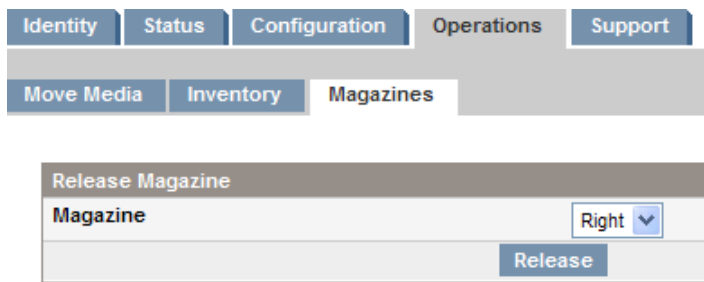 Identity Status Configuration Operations Support
Move Media Inventory Magazines
Release Magazine
Magazine Right
Release